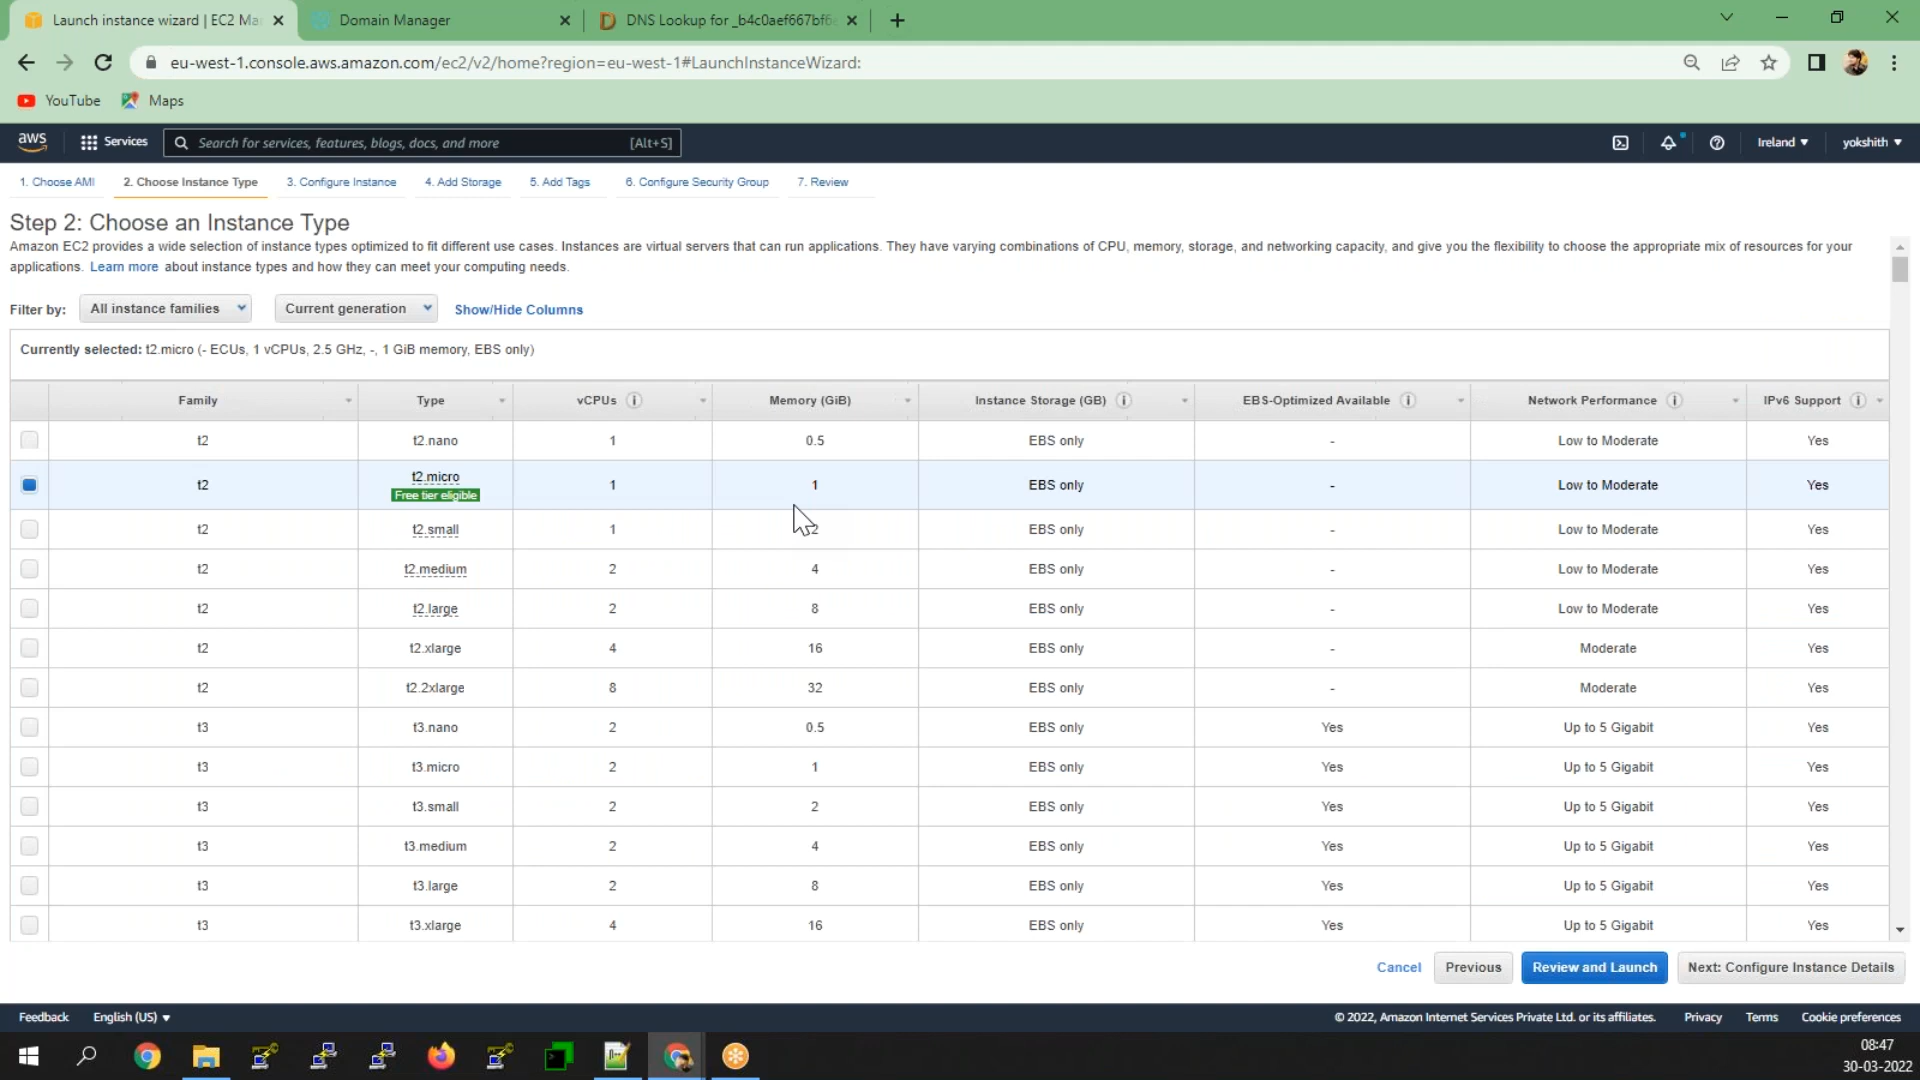 Launch instance wizard | EC2 Ma
Domain Manager
DNS Lookup for _b4c0aef667bf6e
eu-west-1.console.aws.amazon.com/ec2/v2/home?region=eu-west-1#LaunchInstanceWizard:
YouTube
Maps
aws
Services
Search for services, features, blogs, docs, and more
[Alt+S]
Ireland
yokshith
1. Choose AMI
2. Choose Instance Type
3. Configure Instance
4. Add Storage
5. Add Tags
6. Configure Security Group
7. Review
Step 2: Choose an Instance Type
Amazon EC2 provides a wide selection of instance types optimized to fit different use cases. Instances are virtual servers that can run applications. They have varying combinations of CPU, memory, storage, and networking capacity, and give you the flexibility to choose the appropriate mix of resources for your
applications. Learn more about instance types and how they can meet your computing needs.
Filter by: All instance families Current generation Show/Hide Columns
Currently selected: t2.micro (- ECUs, 1 vCPUs, 2.5 GHz, -, 1 GiB memory, EBS only)
Family Type vCPUs Memory (GiB) Instance Storage (GB) EBS-Optimized Available Network Performance IPv6 Support
t2 t2.nano 1 0.5 EBS only - Low to Moderate Yes
t2 t2.micro 1 1 EBS only - Low to Moderate Yes
Free tier eligible
t2 t2.small 1 2 EBS only - Low to Moderate Yes
t2 t2.medium 2 4 EBS only - Low to Moderate Yes
t2 t2.large 2 8 EBS only - Low to Moderate Yes
t2 t2.xlarge 4 16 EBS only - Moderate Yes
t2 t2.2xlarge 8 32 EBS only - Moderate Yes
t3 t3.nano 2 0.5 EBS only Yes Up to 5 Gigabit Yes
t3 t3.micro 2 1 EBS only Yes Up to 5 Gigabit Yes
t3 t3.small 2 2 EBS only Yes Up to 5 Gigabit Yes
t3 t3.medium 2 4 EBS only Yes Up to 5 Gigabit Yes
t3 t3.large 2 8 EBS only Yes Up to 5 Gigabit Yes
t3 t3.xlarge 4 16 EBS only Yes Up to 5 Gigabit Yes
Cancel Previous Review and Launch Next: Configure Instance Details
Feedback English (US) © 2022, Amazon Internet Services Private Ltd. or its affiliates. Privacy Terms Cookie preferences
08:47
30-03-2022